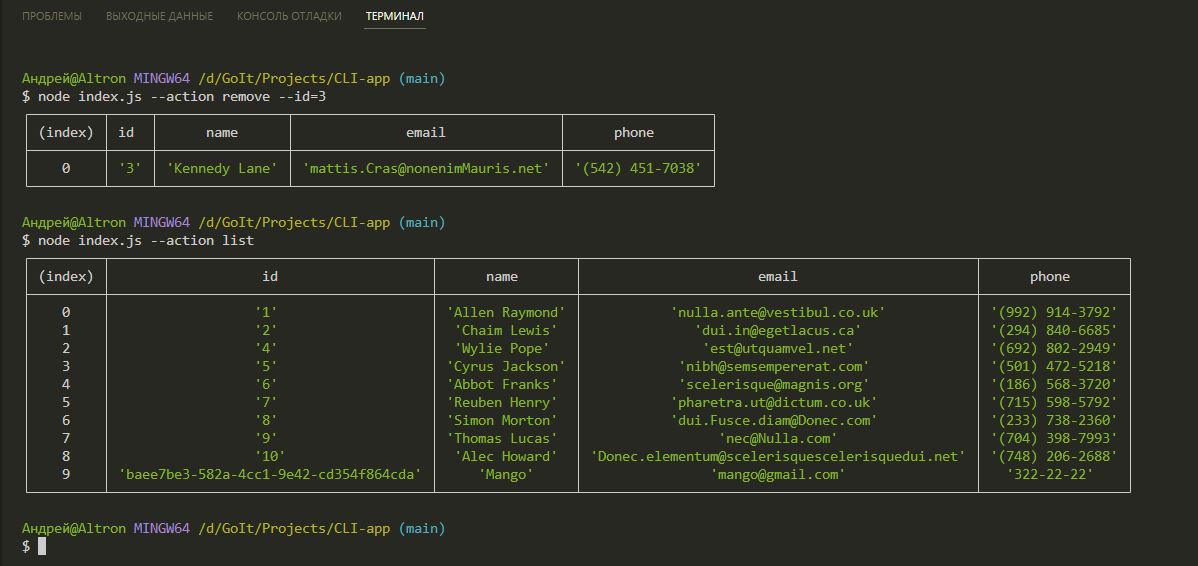 ПРОБЛЕМЫ ВЫХОДНЫЕ ДАННЫЕ КОНСОЛЬ ОТЛАДКИ ТЕРМИНАЛ
Андрей@Altron MINGW64 /d/GoIt/Projects/CLI-app (main)
$ node index.js --action remove --id=3
(index) id name email phone
0 '3' 'Kennedy Lane' 'mattis.Cras@nonenimMauris.net' '(542) 451-7038'
Андрей@Altron MINGW64 /d/GoIt/Projects/CLI-app (main)
$ node index.js --action list
(index) id name email phone
0 '1' 'Allen Raymond' 'nulla.ante@vestibul.co.uk' '(992) 914-3792'
1 '2' 'Chaim Lewis' 'dui.in@egetlacus.ca' '(294) 840-6685'
2 '4' 'Wylie Pope' 'est@utquamvel.net' '(692) 802-2949'
3 '5' 'Cyrus Jackson' 'nibh@semsempererat.com' '(501) 472-5218'
4 '6' 'Abbot Franks' 'scelerisque@magnis.org' '(186) 568-3720'
5 '7' 'Reuben Henry' 'pharetra.ut@dictum.co.uk' '(715) 598-5792'
6 '8' 'Simon Morton' 'dui.Fusce.diam@Donec.com' '(233) 738-2360'
7 '9' 'Thomas Lucas' 'nec@Nulla.com' '(704) 398-7993'
8 '10' 'Alec Howard' 'Donec.elementum@scelerisquescelerisquedui.net' '(748) 206-2688'
9 'baee7be3-582a-4cc1-9e42-cd354f864cda' 'Mango' 'mango@gmail.com' '322-22-22'
Андрей@Altron MINGW64 /d/GoIt/Projects/CLI-app (main)
$